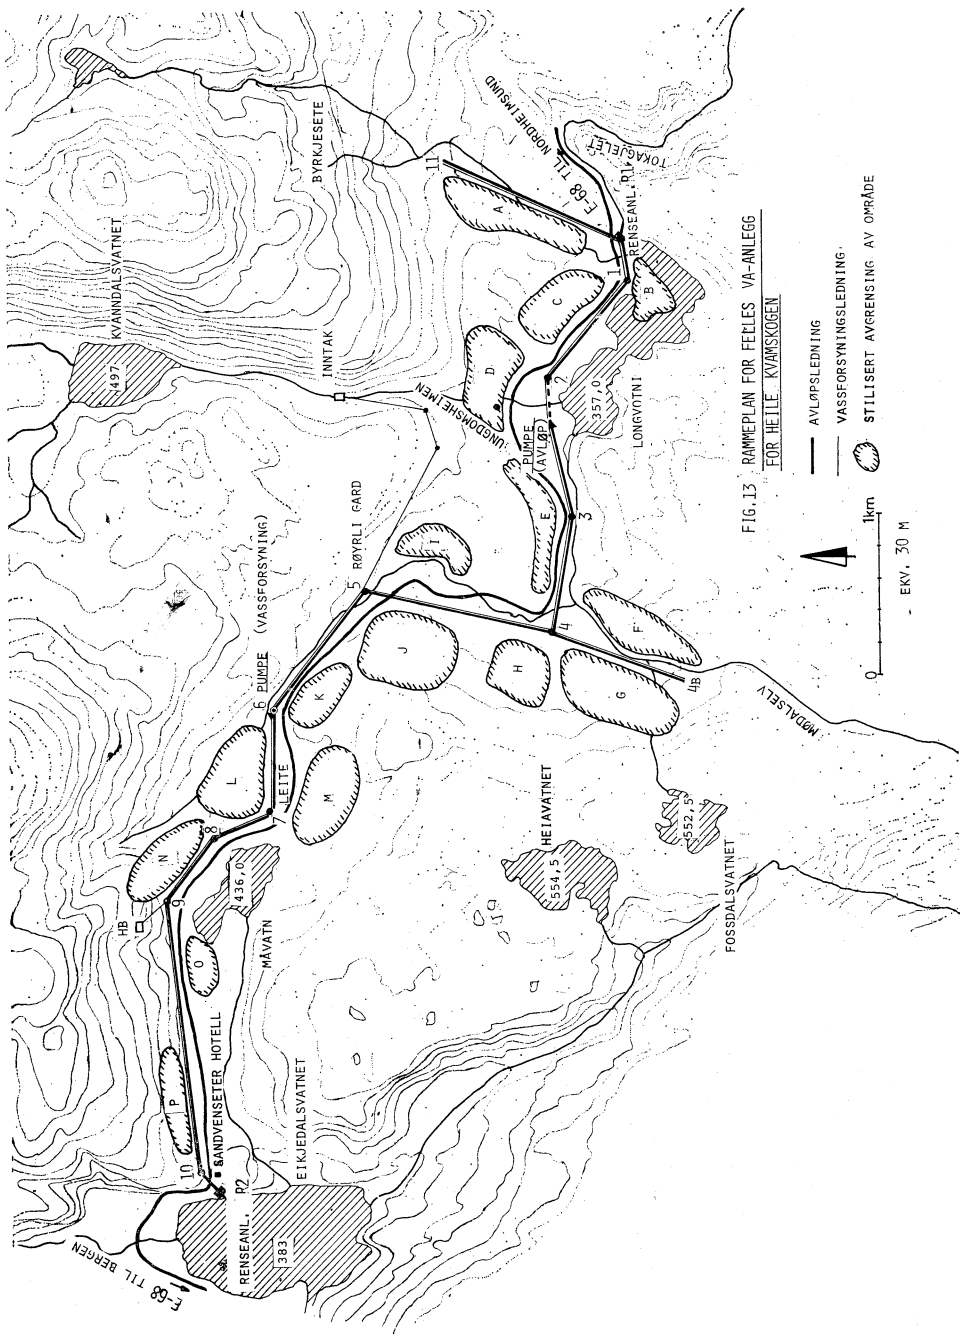 FIG.13 RAMMEPLAN FOR FELLES VA-ANLEGG
FOR HEILE KVAMSKOGEN
AVLØPSLEDNING
VASSFORSYNINGSLEDNING
STILISERT AVGRENSING AV OMRÅDE
0 1km
EKV. 30 M
E-68 TIL BERGEN
RENSEANL. R2
383
EIKJEDALSVATNET
10
SANDVENSETER HOTELL
P
O
HB
9
N
8
MÅVATN
436,0
7
LEITE
L
M
6 PUMPE (VASSFORSYNING)
K
5 RØYRLI GARD
J
I
H
G
F
4
4B
MØDALSELV
HEIAVATNET
554,5
552,5
FOSSDALSVATNET
KVANNDALSVATNET
497
INNTAK
UNGDOMSHEIMEN
PUMPE
(AVLØP)
E
3
D
2
357,0
LONGVOTNI
C
1
B
A
11
BYRKJESETE
RENSEANL. R1
E-68 TIL NORDHEIMSUND
TOKAGJELET